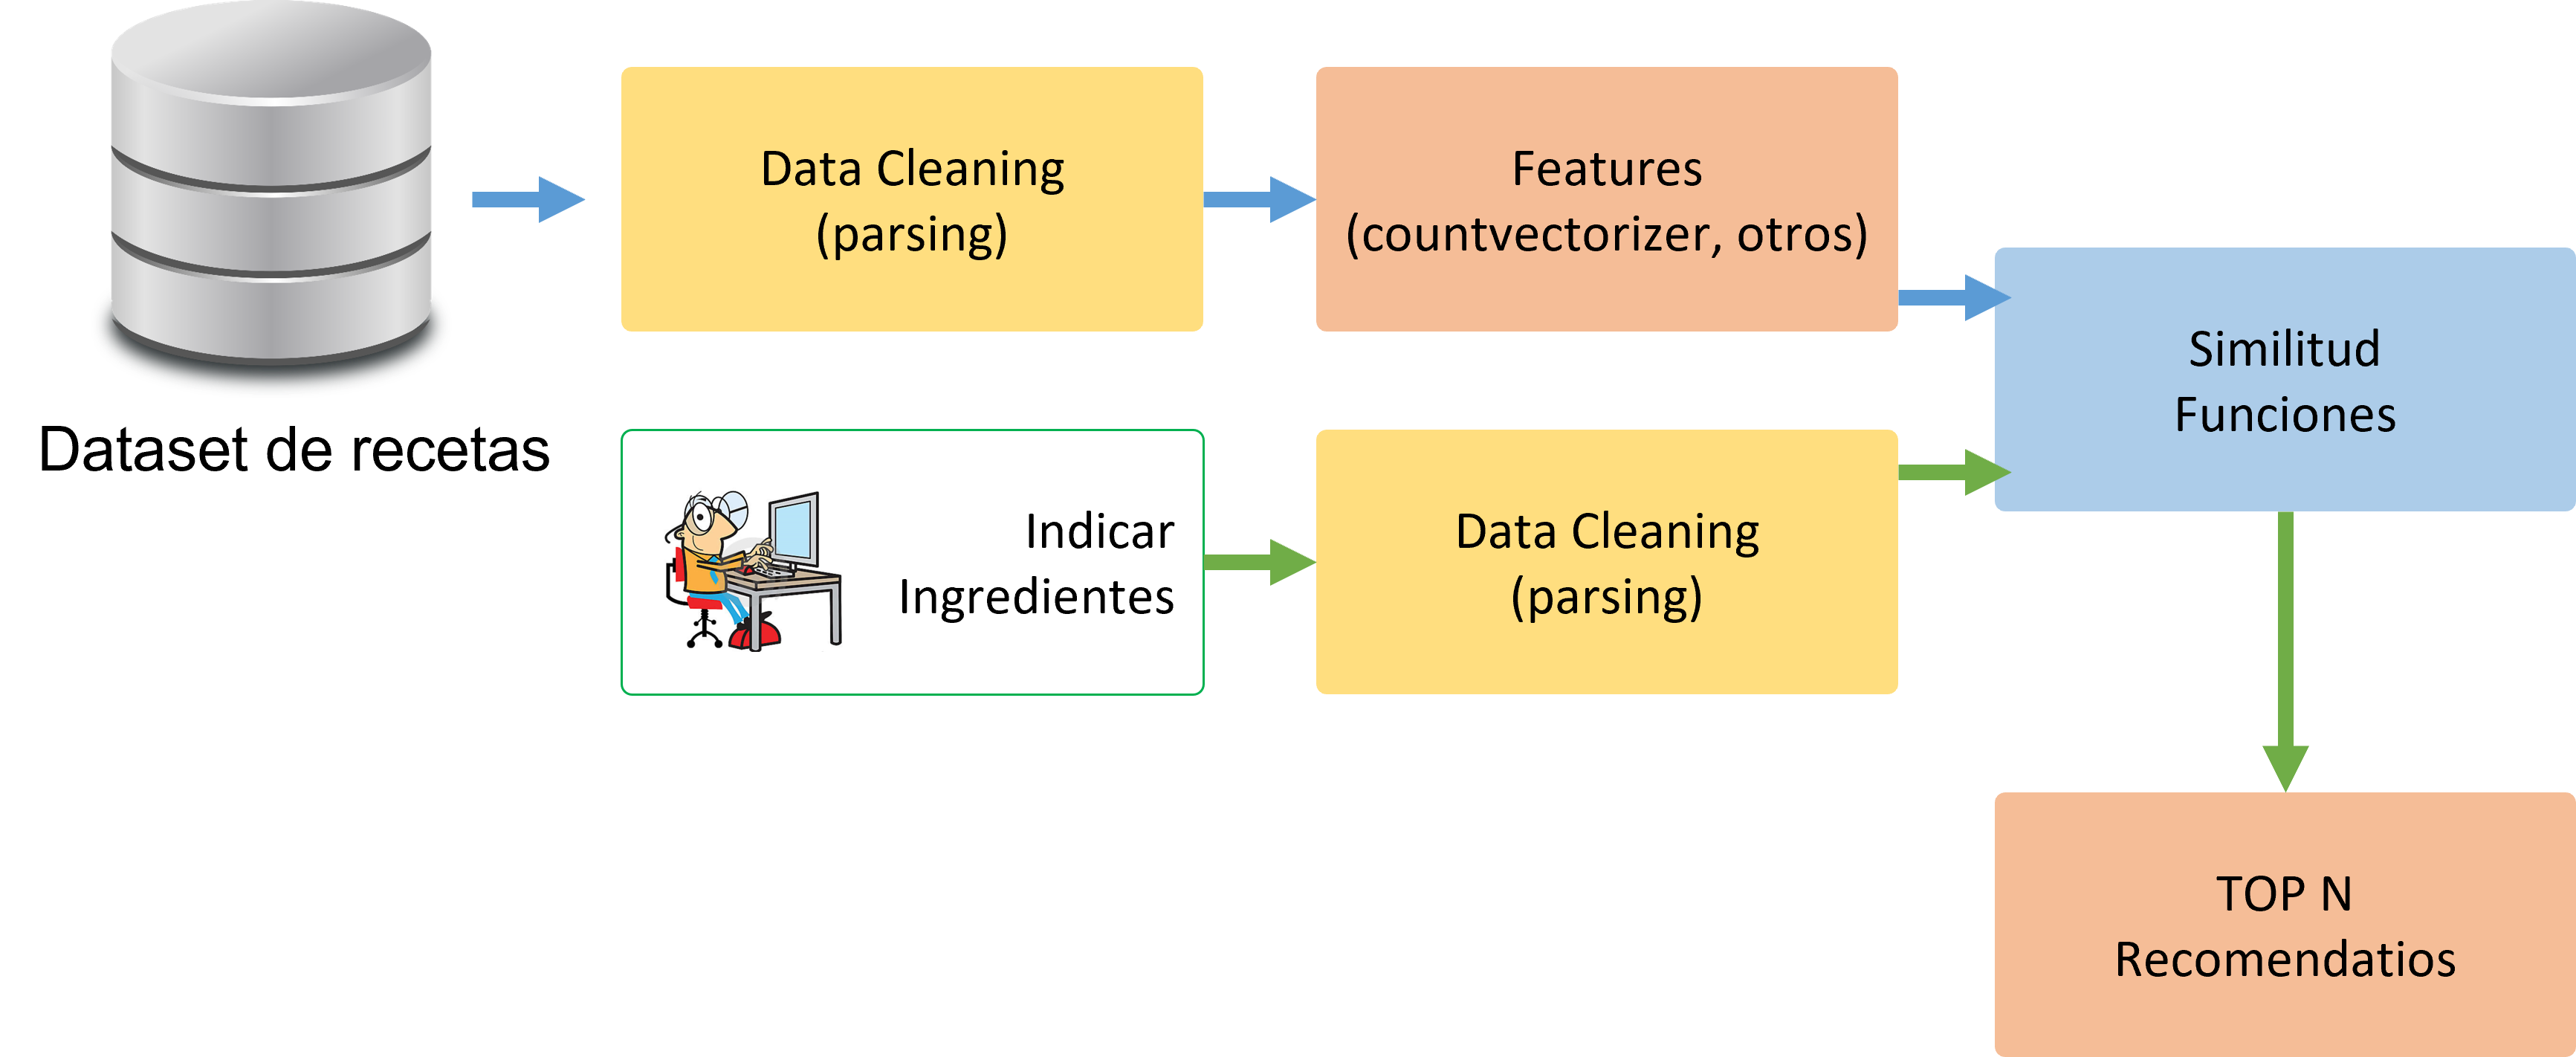 Dataset de recetas
Data Cleaning
(parsing)
Features
(countvectorizer, otros)
Indicar
Ingredientes
Data Cleaning
(parsing)
Similitud
Funciones
TOP N
Recomendatios